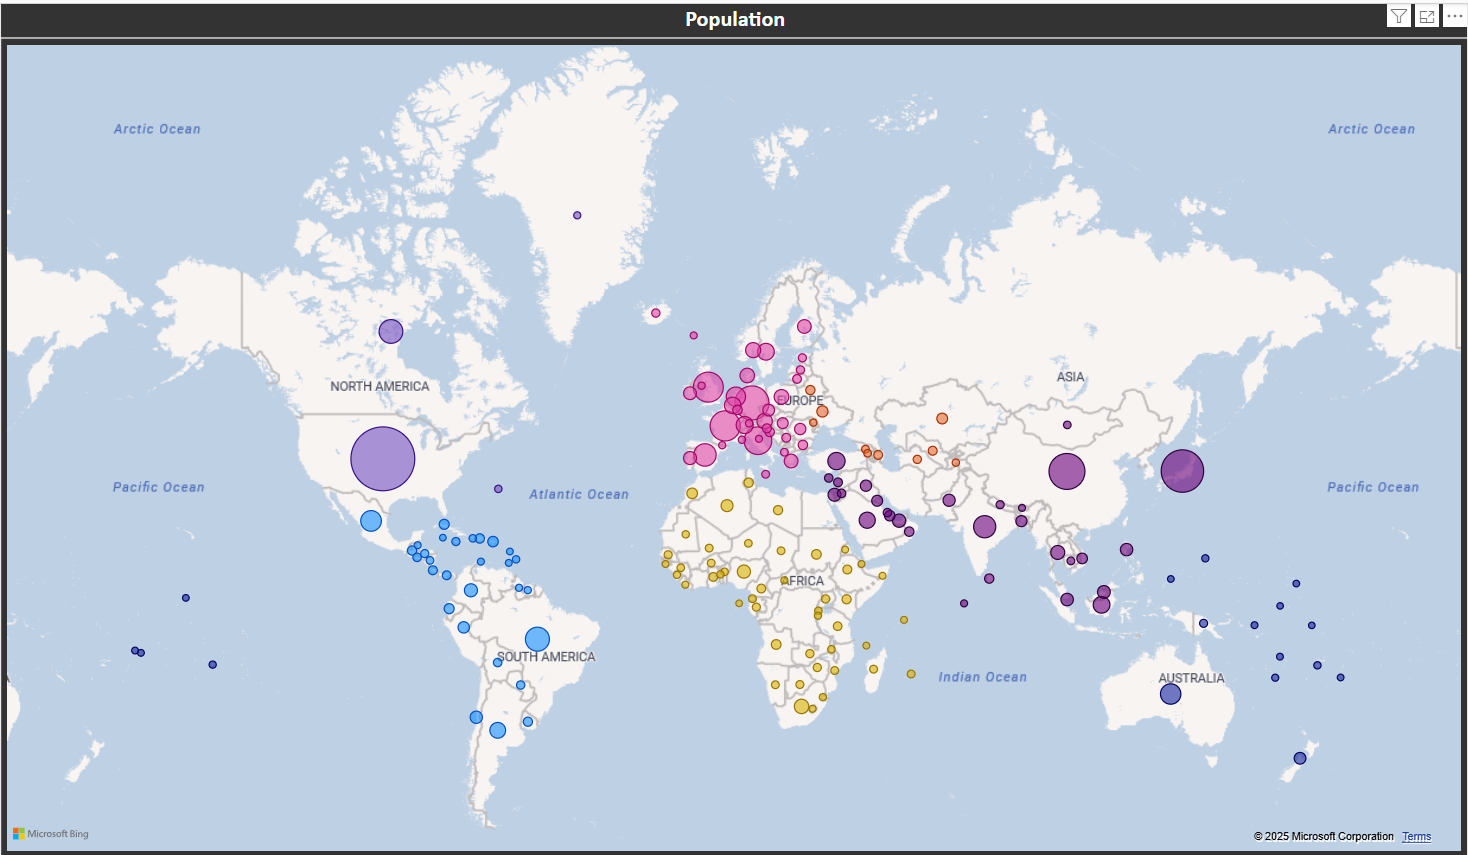 Population
Arctic Ocean
Arctic Ocean
NORTH AMERICA
ASIA
EUROPE
Pacific Ocean
Atlantic Ocean
Pacific Ocean
AFRICA
SOUTH AMERICA
Indian Ocean
AUSTRALIA
Microsoft Bing
© 2025 Microsoft Corporation Terms